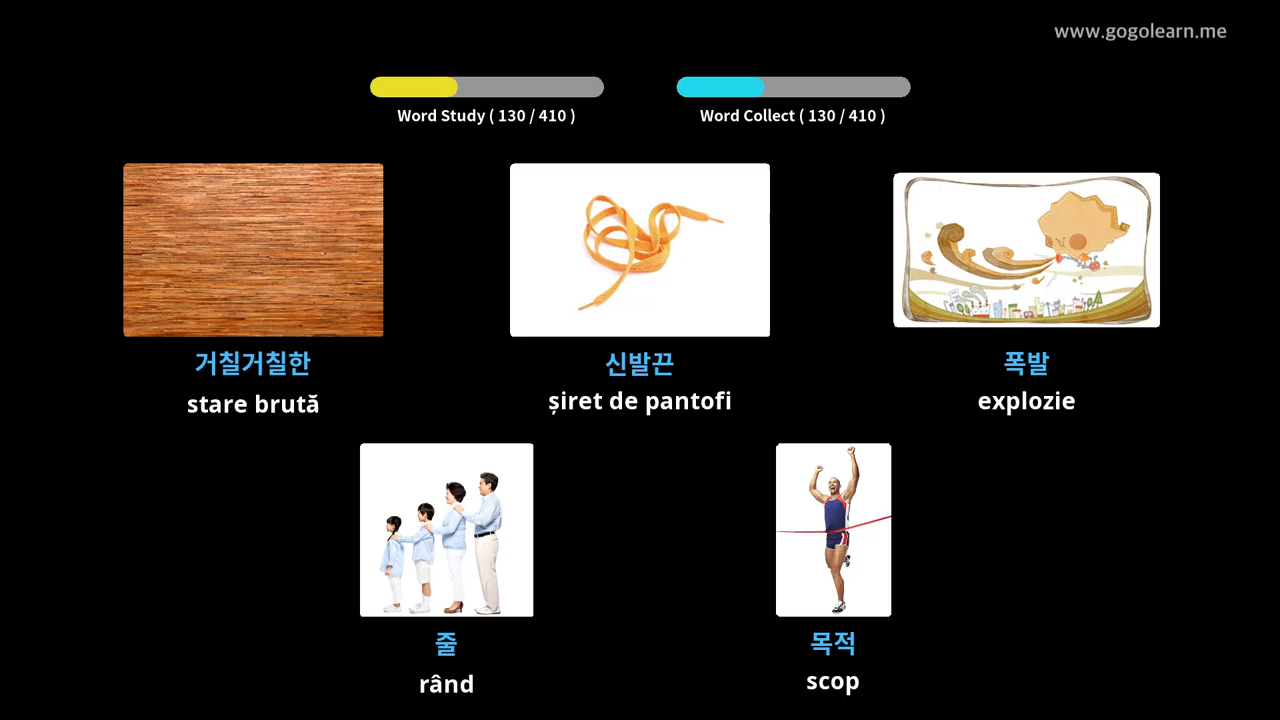 www.gogolearn.me
Word Study ( 130 / 410 )
Word Collect ( 130 / 410 )
거칠거칠한
stare brută
신발끈
șiret de pantofi
폭발
explozie
줄
rând
목적
scop